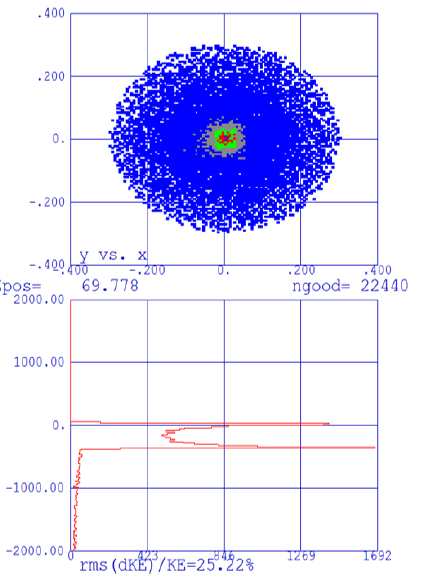 .400
.200
0.
-.200
-.400
y vs. x
-.400 -.200 0. .200 .400
Zpos= 69.778 ngood= 22440
2000.00
1000.00
0.
-1000.00
-2000.00
0 423 846 1269 1692
rms(dKE)/KE=25.22%